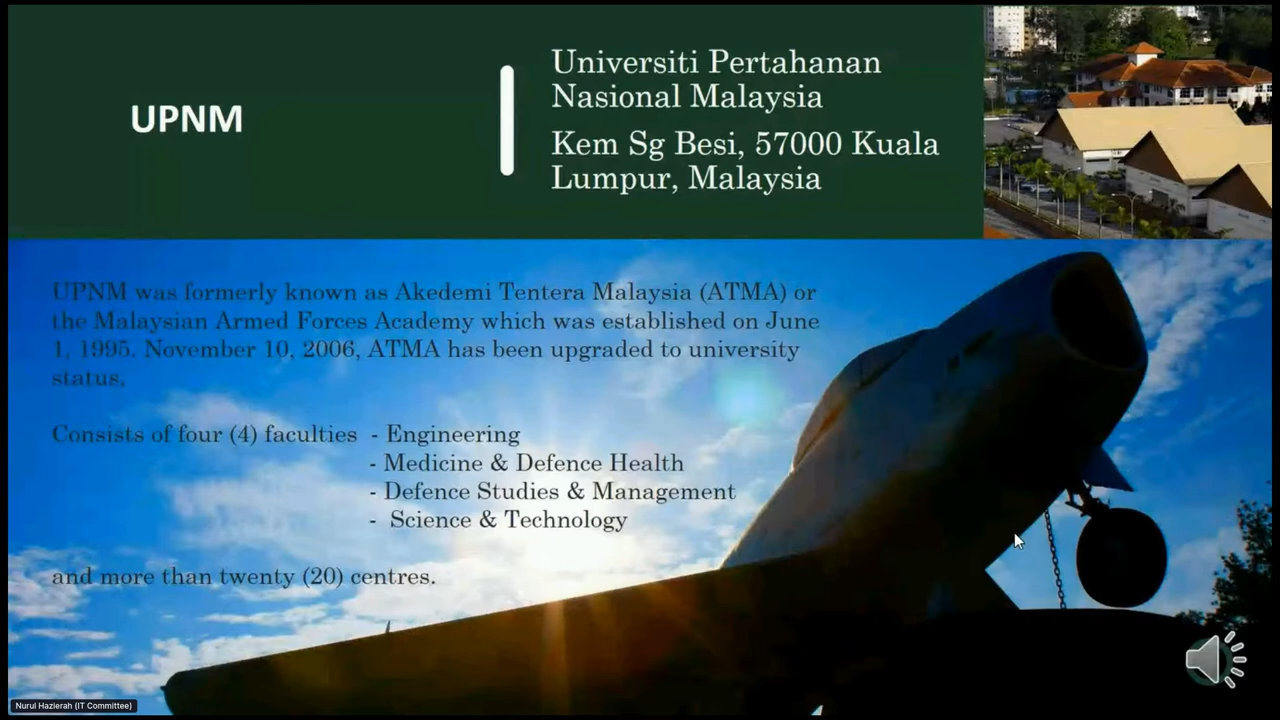 UPNM
Universiti Pertahanan
Nasional Malaysia
Kem Sg Besi, 57000 Kuala
Lumpur, Malaysia
UPNM was formerly known as Akedemi Tentera Malaysia (ATMA) or
the Malaysian Armed Forces Academy which was established on June
1, 1995. November 10, 2006, ATMA has been upgraded to university
status.
Consists of four (4) faculties - Engineering
- Medicine & Defence Health
- Defence Studies & Management
- Science & Technology
and more than twenty (20) centres.
Nurul Hazierah (IT Committee)